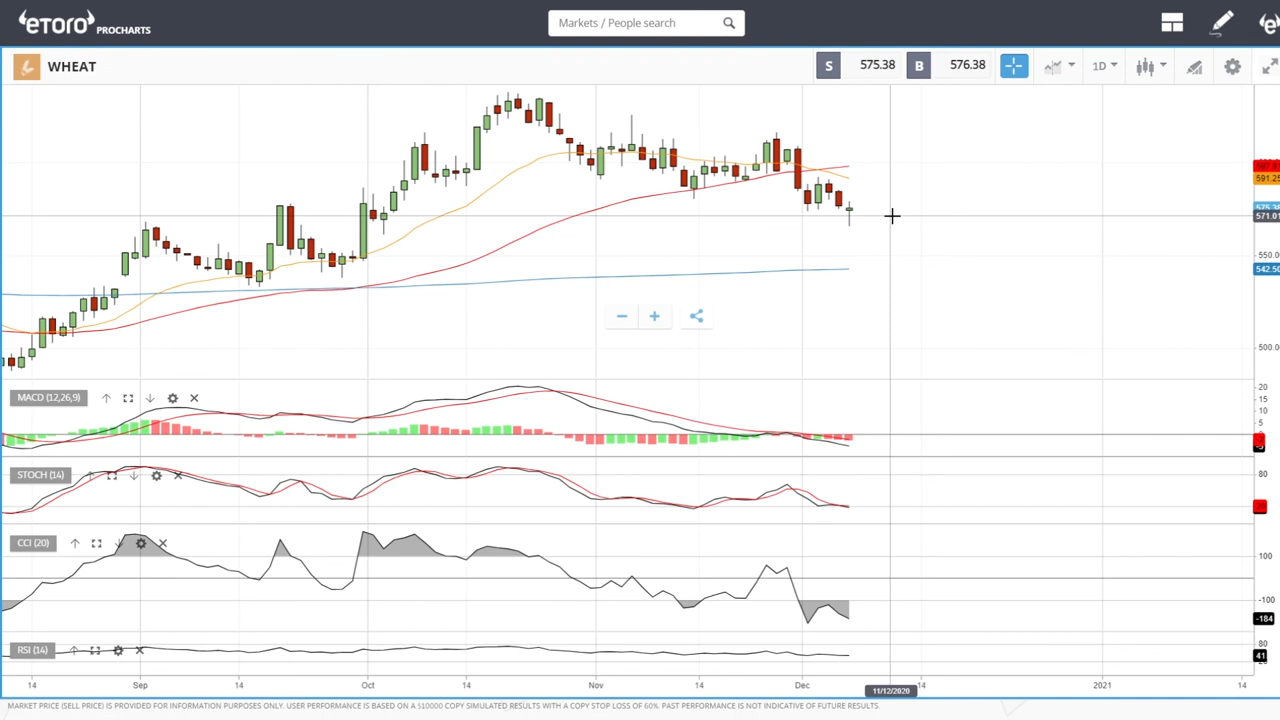 eToro PROCHARTS
Markets / People search
WHEAT
S 575.38 B 576.38 1D
591.25
575.38
571.01
550.00
542.50
500.00
MACD (12,26,9)
20
15
10
5
STOCH (14)
80
CCI (20)
100
-100
-184
RSI (14)
80
41
14 Sep 14 Oct 14 Nov 14 Dec 14 2021 14
11/12/2020
MARKET PRICE (SELL PRICE) IS PROVIDED FOR INFORMATION PURPOSES ONLY. USER PERFORMANCE IS BASED ON A $10000 COPY SIMULATED RESULTS WITH A COPY STOP LOSS OF 60%. PAST PERFORMANCE IS NOT INDICATIVE OF FUTURE RESULTS.